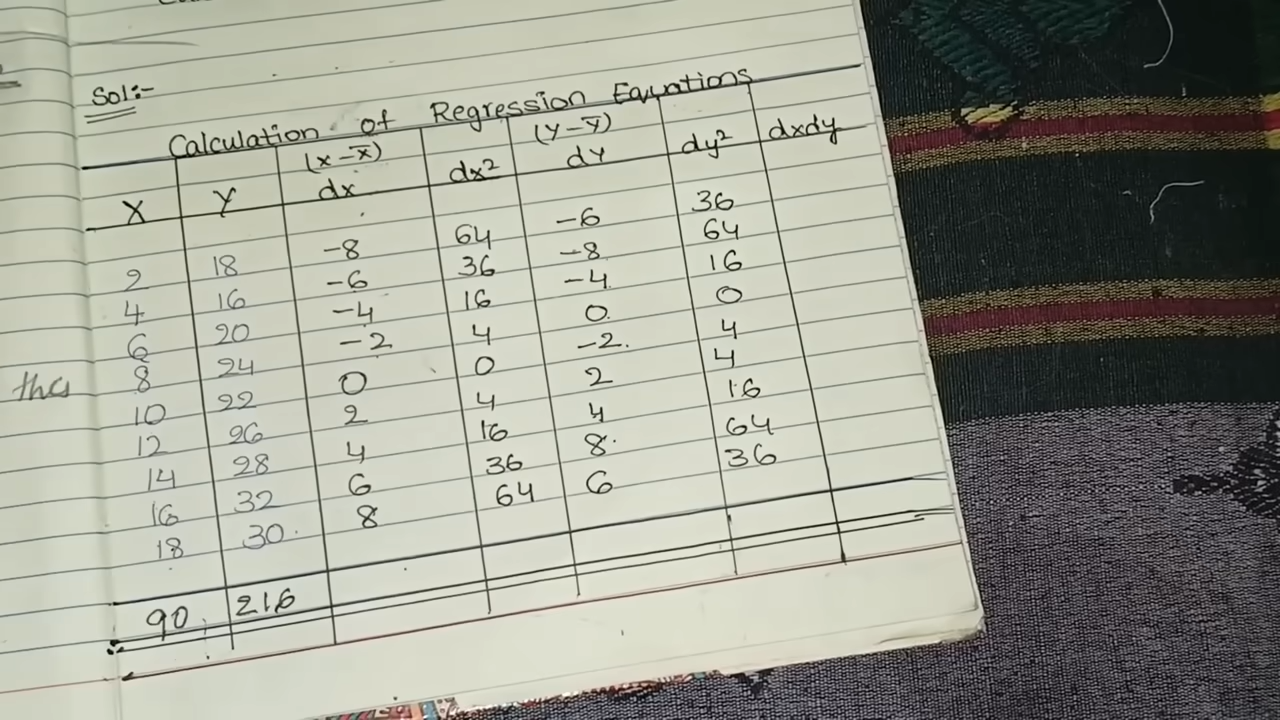 Sol:-
Calculation of Regression Equations
X Y (x-x̅) dx dx² (y-y̅) dy dy² dxdy
2 18 -8 64 -6 36
4 16 -6 36 -8 64
6 20 -4 16 -4 16
8 24 -2 4 0 0
10 22 0 0 -2 4
12 26 2 4 2 4
14 28 4 16 4 16
16 32 6 36 8 64
18 30 8 64 6 36
90 216